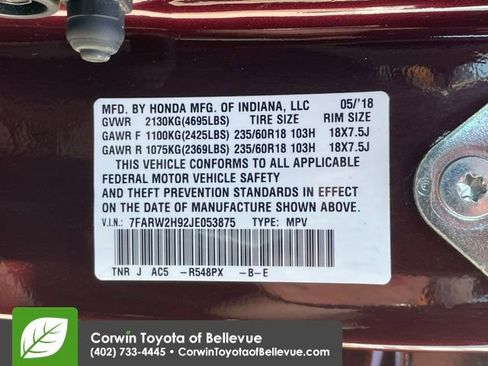 MFD. BY HONDA MFG. OF INDIANA, LLC 05/'18
GVWR 2130KG(4695LBS) TIRE SIZE RIM SIZE
GAWR F 1100KG(2425LBS) 235/60R18 103H 18X7.5J
GAWR R 1075KG(2369LBS) 235/60R18 103H 18X7.5J
THIS VEHICLE CONFORMS TO ALL APPLICABLE
FEDERAL MOTOR VEHICLE SAFETY
AND THEFT PREVENTION STANDARDS IN EFFECT
ON THE DATE OF MANUFACTURE SHOWN ABOVE.
V.I.N.: 7FARW2H92JE053875 TYPE: MPV
TNR J AC5 -R548PX -B-E
Corwin Toyota of Bellevue
(402) 733-4445 • CorwinToyotaofBellevue.com